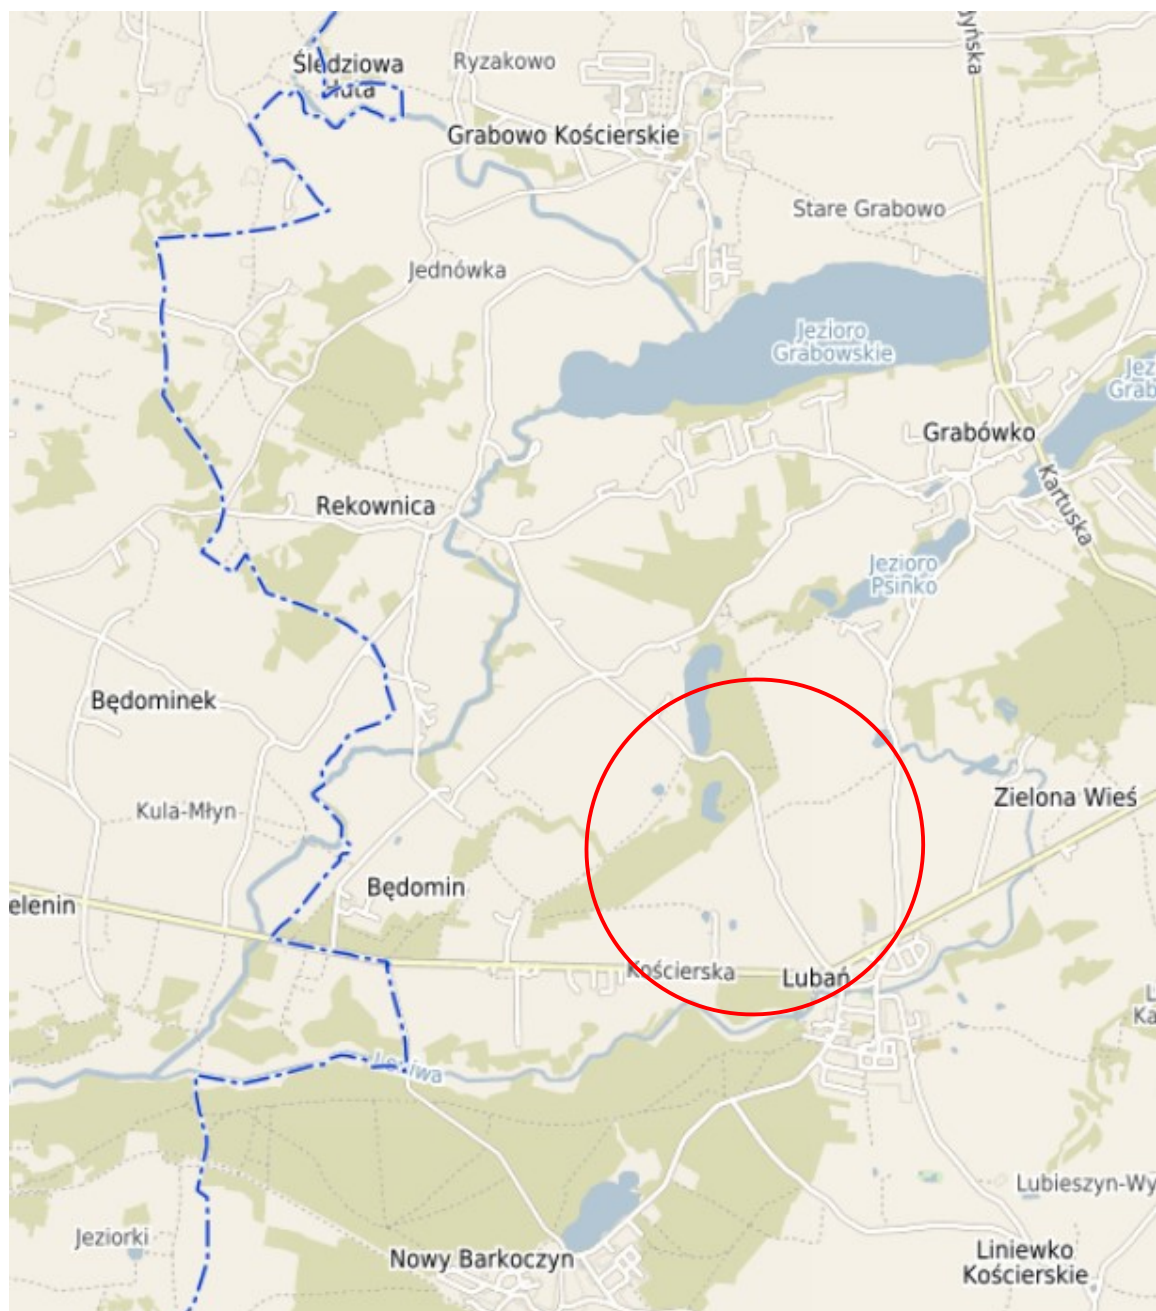 Śledziowa
Huta
Ryzakowo
Grabowo Kościerskie
Stare Grabowo
Jednówka
Jezioro
Grabowskie
Grabówko
Kartuska
Rekownica
Jezioro
Psinko
Będominek
Kula-Młyn
Zielona Wieś
Będomin
elenin
Kościerska
Lubań
Nowy Barkoczyn
Jeziorki
Lubieszyn-Wy
Liniewko
Kościerskie